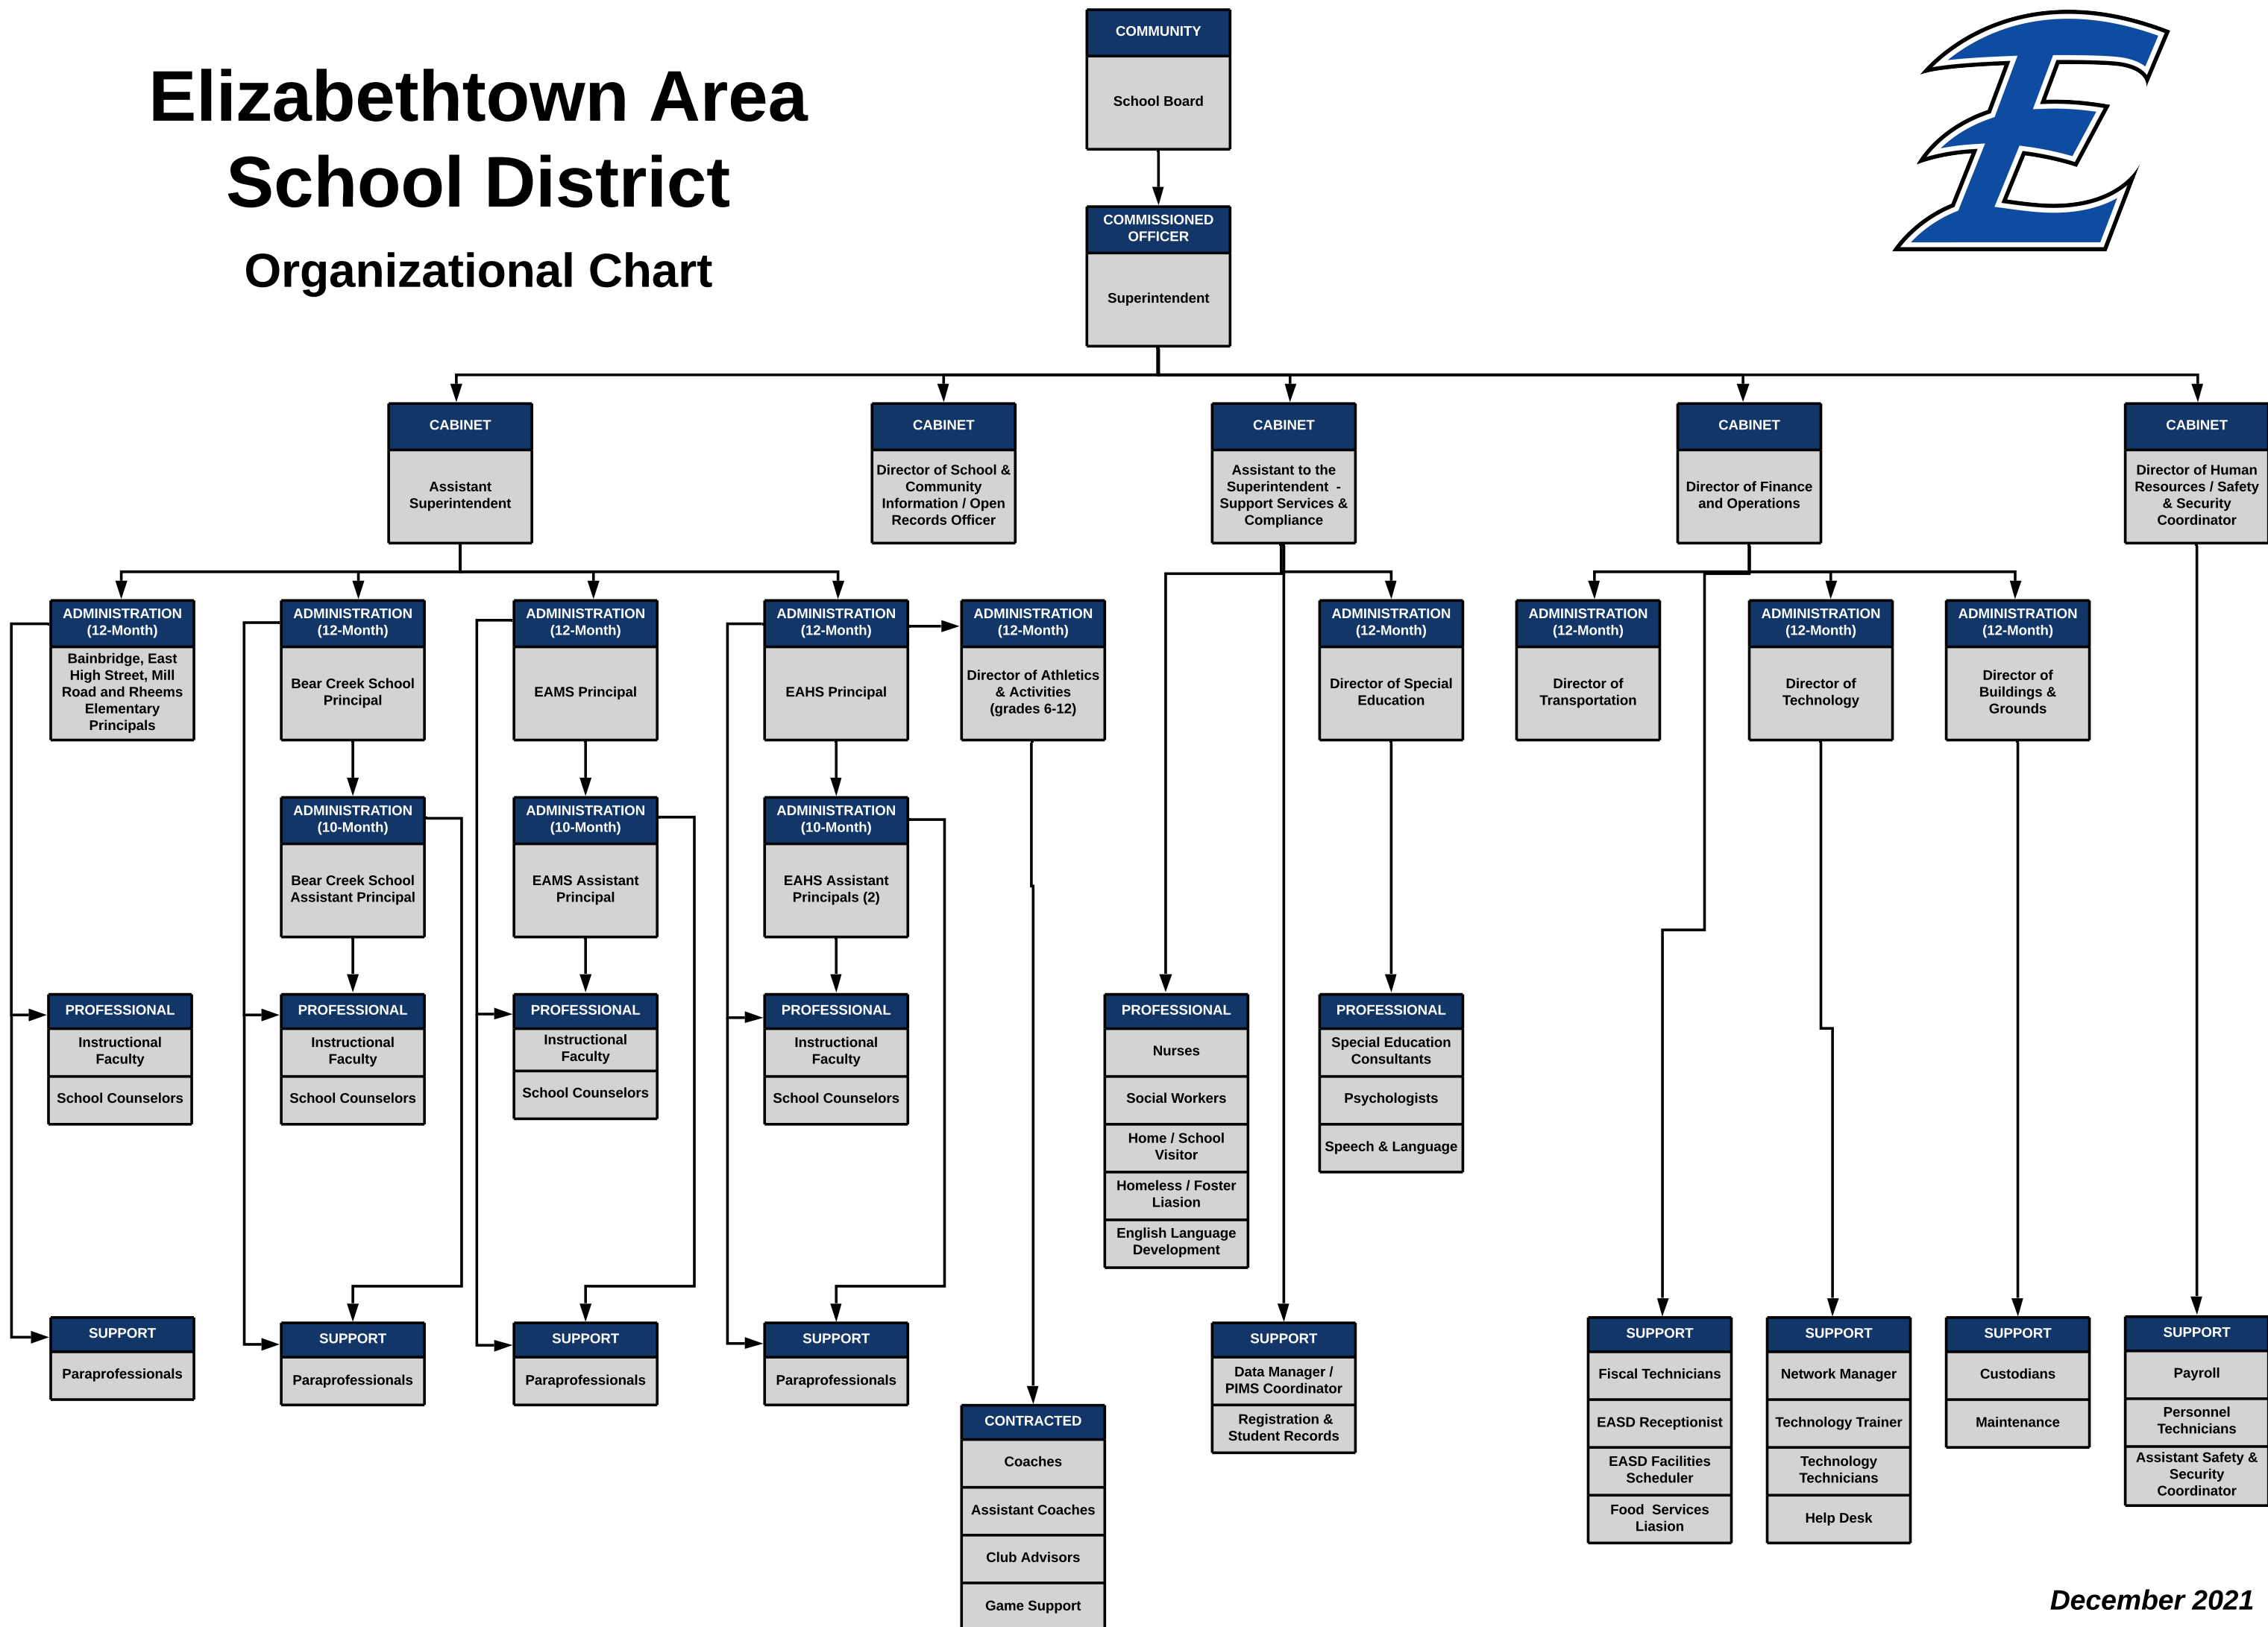 Elizabethtown Area
School District
Organizational Chart
COMMUNITY
School Board
COMMISSIONED
OFFICER
Superintendent
CABINET
Assistant
Superintendent
CABINET
Director of School &
Community
Information / Open
Records Officer
CABINET
Assistant to the
Superintendent -
Support Services &
Compliance
CABINET
Director of Finance
and Operations
CABINET
Director of Human
Resources / Safety
& Security
Coordinator
ADMINISTRATION
(12-Month)
Bainbridge, East
High Street, Mill
Road and Rheems
Elementary
Principals
ADMINISTRATION
(12-Month)
Bear Creek School
Principal
ADMINISTRATION
(12-Month)
EAMS Principal
ADMINISTRATION
(12-Month)
EAHS Principal
ADMINISTRATION
(12-Month)
Director of Athletics
& Activities
(grades 6-12)
ADMINISTRATION
(12-Month)
Director of Special
Education
ADMINISTRATION
(12-Month)
Director of
Transportation
ADMINISTRATION
(12-Month)
Director of
Technology
ADMINISTRATION
(12-Month)
Director of
Buildings &
Grounds
ADMINISTRATION
(10-Month)
Bear Creek School
Assistant Principal
ADMINISTRATION
(10-Month)
EAMS Assistant
Principal
ADMINISTRATION
(10-Month)
EAHS Assistant
Principals (2)
PROFESSIONAL
Instructional
Faculty
School Counselors
PROFESSIONAL
Instructional
Faculty
School Counselors
PROFESSIONAL
Instructional
Faculty
School Counselors
PROFESSIONAL
Instructional
Faculty
School Counselors
PROFESSIONAL
Nurses
Social Workers
Home / School
Visitor
Homeless / Foster
Liasion
English Language
Development
PROFESSIONAL
Special Education
Consultants
Psychologists
Speech & Language
SUPPORT
Paraprofessionals
SUPPORT
Paraprofessionals
SUPPORT
Paraprofessionals
SUPPORT
Paraprofessionals
CONTRACTED
Coaches
Assistant Coaches
Club Advisors
Game Support
SUPPORT
Data Manager /
PIMS Coordinator
Registration &
Student Records
SUPPORT
Fiscal Technicians
EASD Receptionist
EASD Facilities
Scheduler
Food Services
Liasion
SUPPORT
Network Manager
Technology Trainer
Technology
Technicians
Help Desk
SUPPORT
Custodians
Maintenance
SUPPORT
Payroll
Personnel
Technicians
Assistant Safety &
Security
Coordinator
E
December 2021